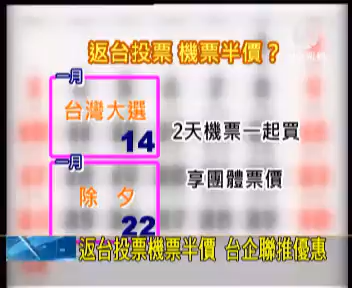 返台投票 機票半價？
一月
台灣大選
14
2天機票一起買
一月
除夕
22
享團體票價
返台投票機票半價 台企聯推優惠